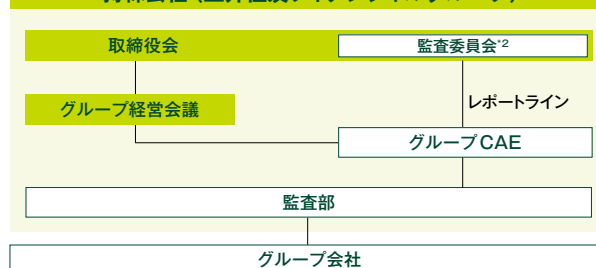 取締役会
監査委員会*2
グループ経営会議
レポートライン
グループCAE
監査部
グループ会社